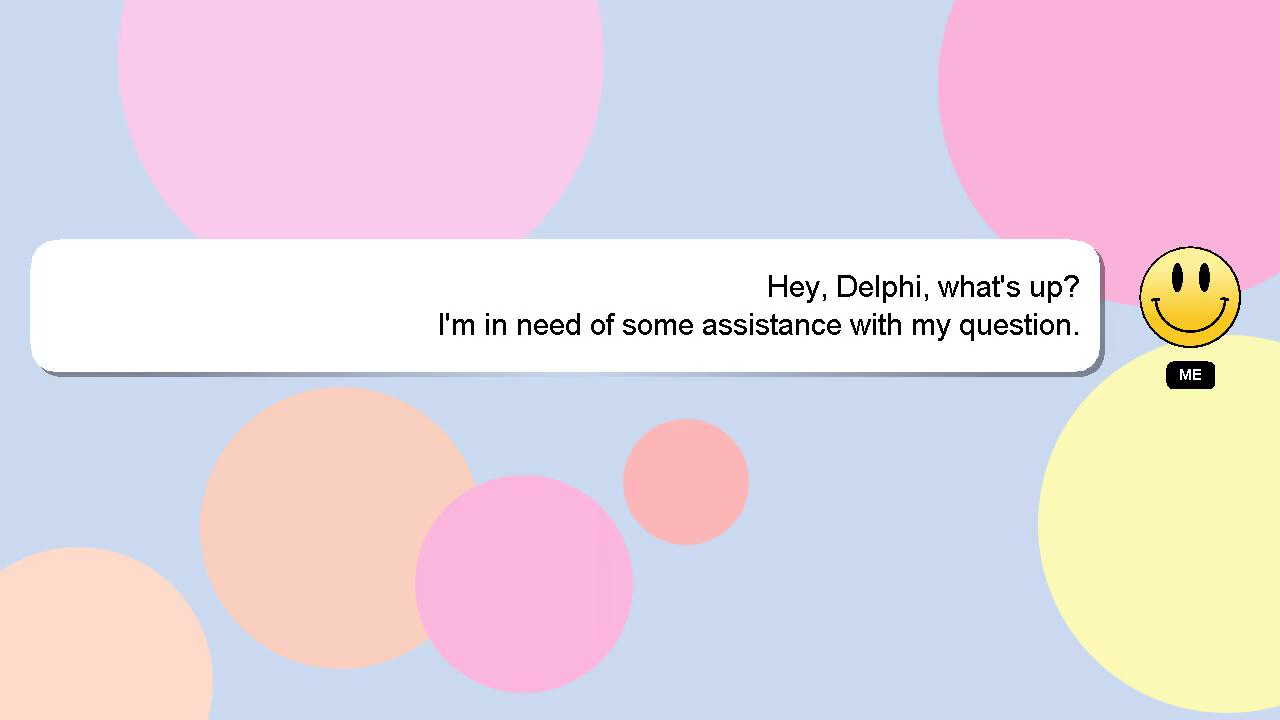 Hey, Delphi, what's up?
I'm in need of some assistance with my question.
ME